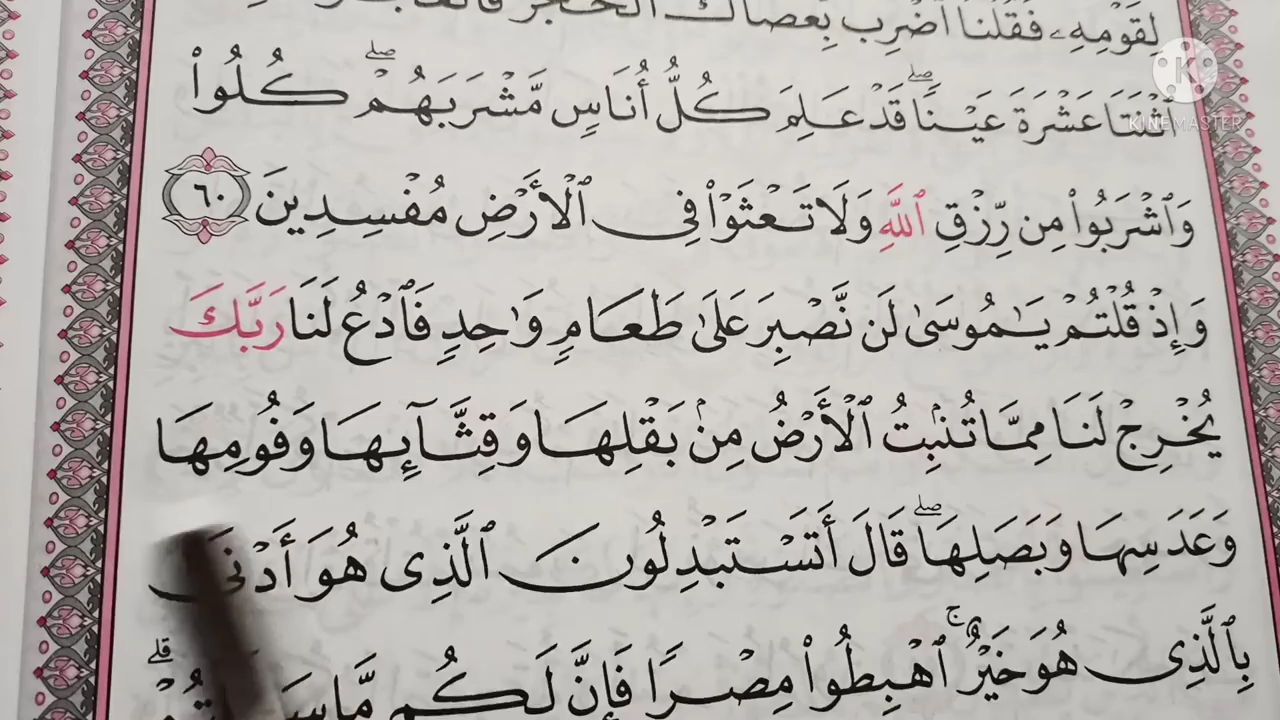 لِقَوْمِهِۦ فَقُلْنَا ٱضْرِب بِّعَصَاكَ ٱلْحَجَرَ
ٱثْنَتَا عَشْرَةَ عَيْنًاۖ قَدْ عَلِمَ كُلُّ أُنَاسٍ مَّشْرَبَهُمْۖ كُلُوا۟
وَٱشْرَبُوا۟ مِن رِّزْقِ ٱللَّهِ وَلَا تَعْثَوْا۟ فِى ٱلْأَرْضِ مُفْسِدِينَ ٦٠
وَإِذْ قُلْتُمْ يَـٰمُوسَىٰ لَن نَّصْبِرَ عَلَىٰ طَعَامٍ وَٰحِدٍ فَٱدْعُ لَنَا رَبَّكَ
يُخْرِجْ لَنَا مِمَّا تُنۢبِتُ ٱلْأَرْضُ مِنۢ بَقْلِهَا وَقِثَّآئِهَا وَفُومِهَا
وَعَدَسِهَا وَبَصَلِهَاۖ قَالَ أَتَسْتَبْدِلُونَ ٱلَّذِى هُوَ أَدْنَىٰ
بِٱلَّذِى هُوَ خَيْرٌۚ ٱهْبِطُوا۟ مِصْرًا فَإِنَّ لَكُم مَّا
K
KINEMASTER